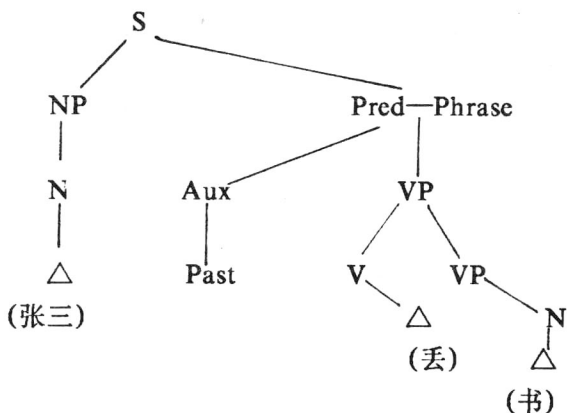 S
NP Pred—Phrase
N Aux VP
△ Past V VP
(张三) △ N
(丢) △
(书)